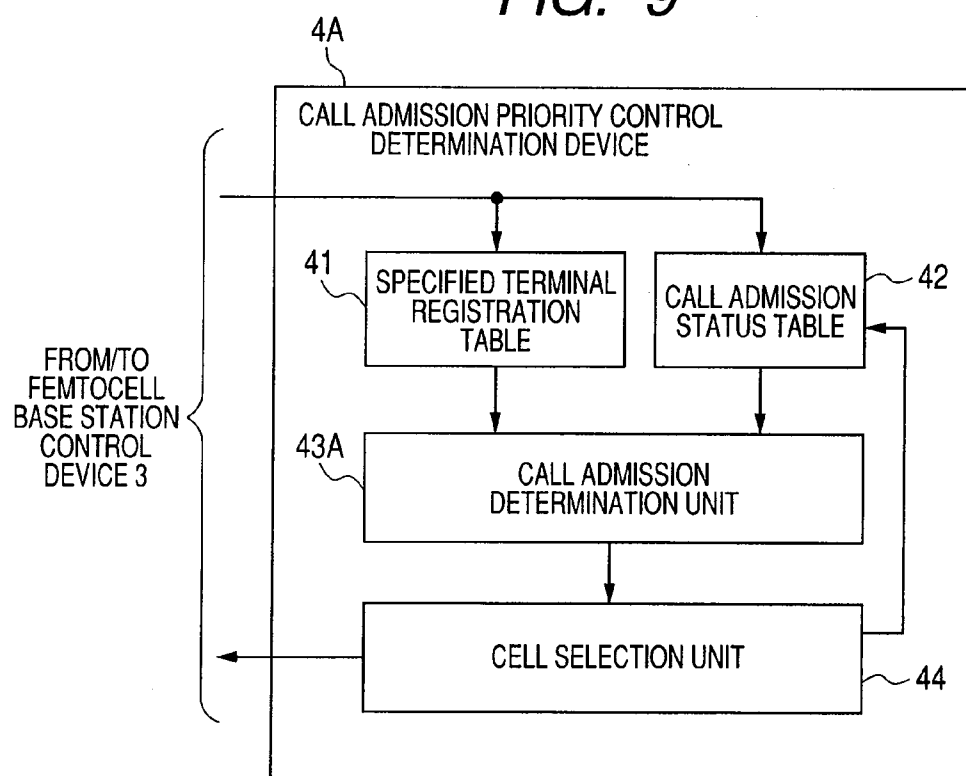 FIG. 9
4A
CALL ADMISSION PRIORITY CONTROL
DETERMINATION DEVICE
41
SPECIFIED TERMINAL
REGISTRATION
TABLE
42
CALL ADMISSION
STATUS TABLE
FROM/TO
FEMTOCELL
BASE STATION
CONTROL
DEVICE 3
43A
CALL ADMISSION
DETERMINATION UNIT
CELL SELECTION UNIT
44